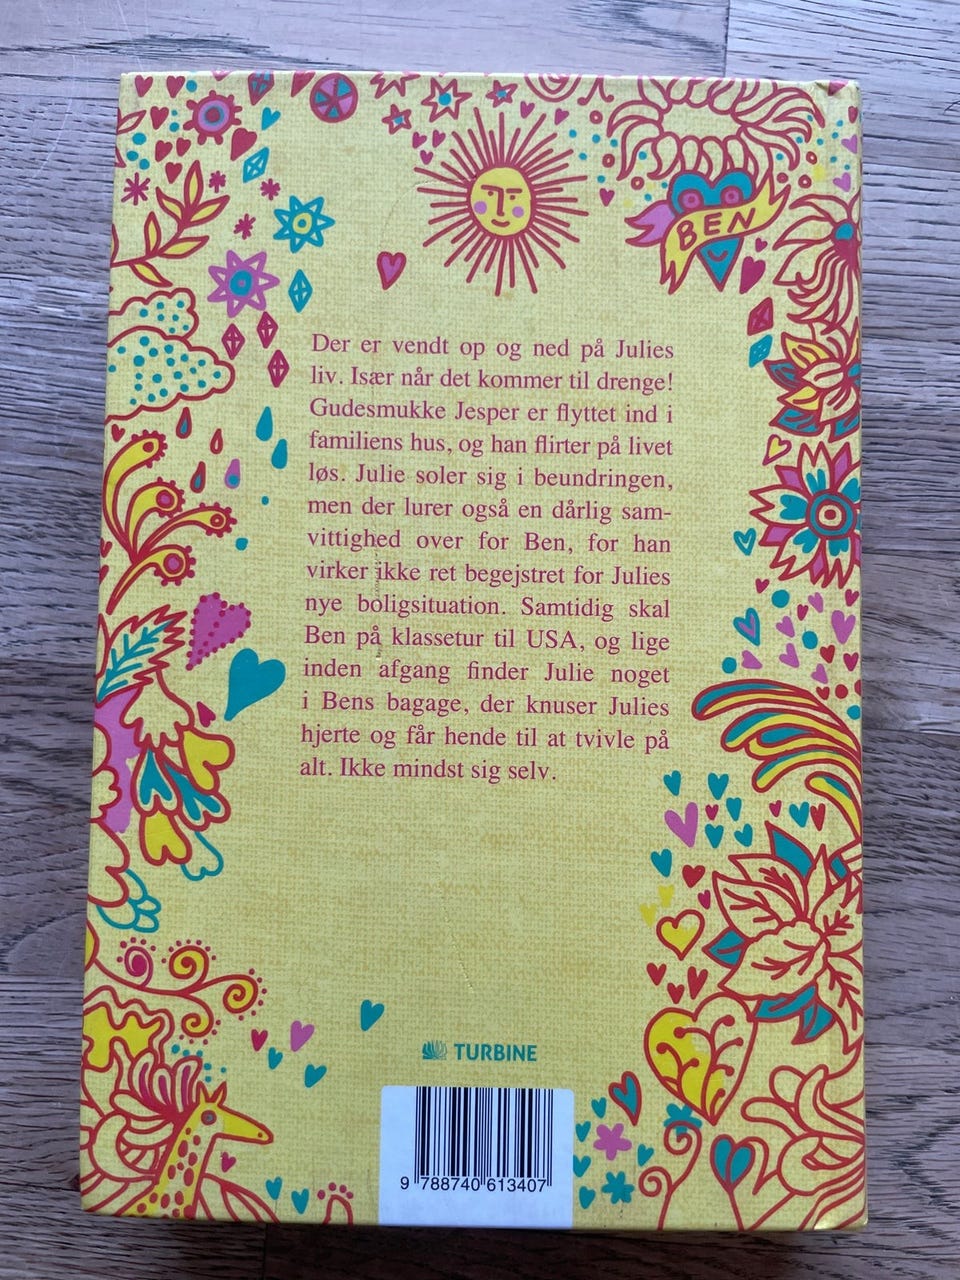 BEN
Der er vendt op og ned på Julies
liv. Især når det kommer til drenge!
Gudesmukke Jesper er flyttet ind i
familiens hus, og han flirter på livet
løs. Julie soler sig i beundringen,
men der lurer også en dårlig sam-
vittighed over for Ben, for han
virker ikke ret begejstret for Julies
nye boligsituation. Samtidig skal
Ben på klassetur til USA, og lige
inden afgang finder Julie noget
i Bens bagage, der knuser Julies
hjerte og får hende til at tvivle på
alt. Ikke mindst sig selv.
TURBINE
9 788740 613407